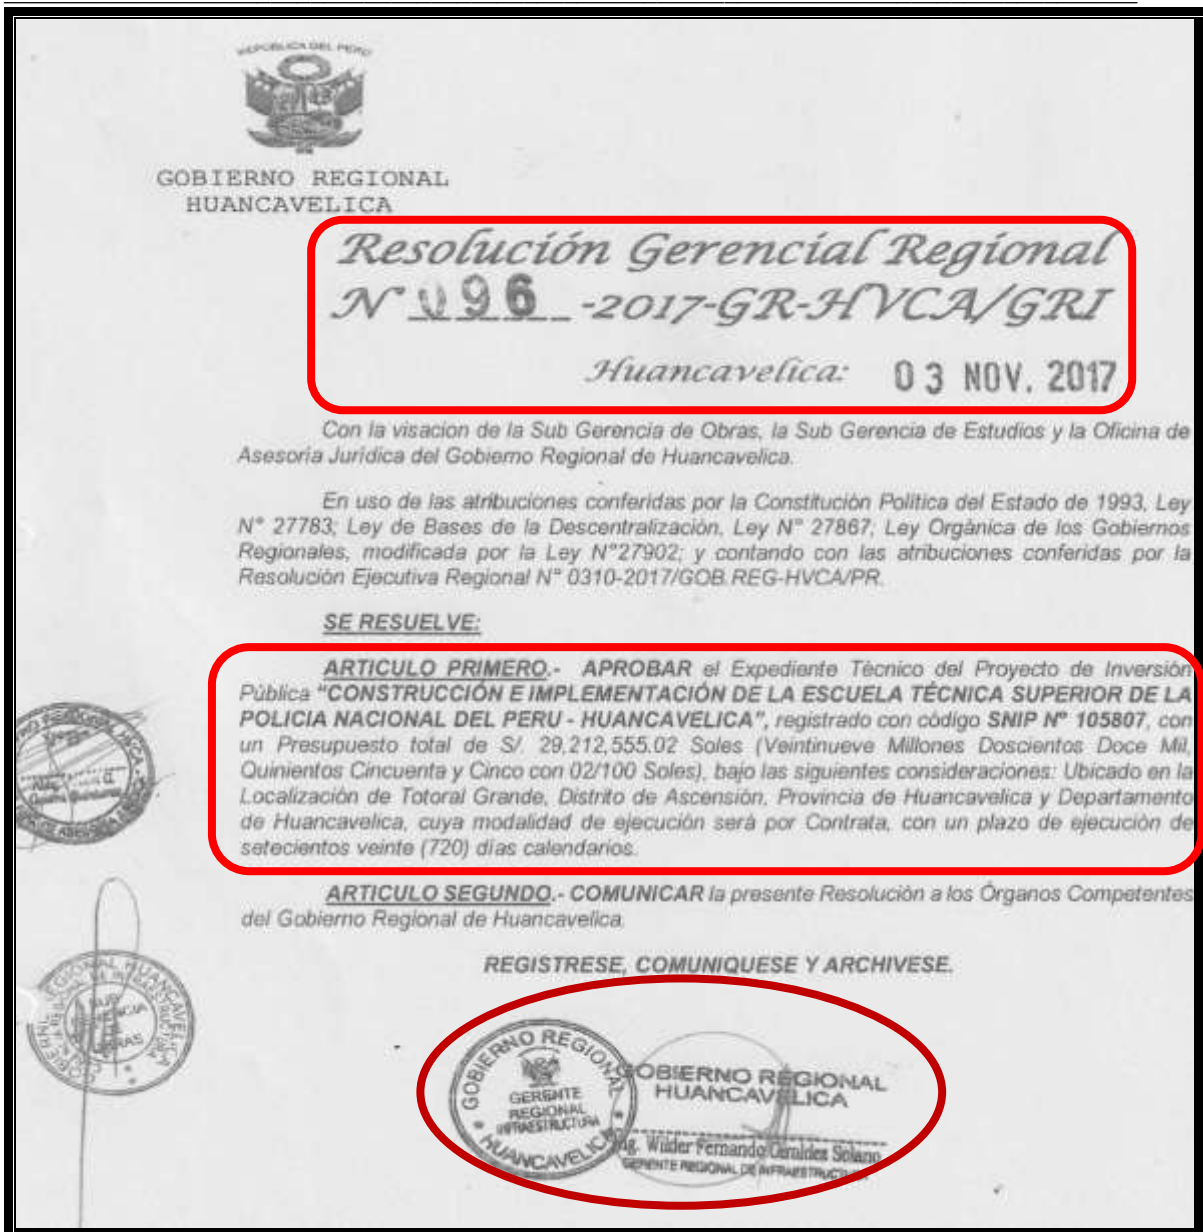 REPÚBLICA DEL PERÚ
GOBIERNO REGIONAL
HUANCAVELICA
Resolución Gerencial Regional
N° 096 -2017-GR-HVCA/GRI
Huancavelica: 03 NOV. 2017
Con la visacion de la Sub Gerencia de Obras, la Sub Gerencia de Estudios y la Oficina de
Asesoría Jurídica del Gobierno Regional de Huancavelica.
En uso de las atribuciones conferidas por la Constitución Política del Estado de 1993, Ley
N° 27783; Ley de Bases de la Descentralización, Ley N° 27867; Ley Orgánica de los Gobiernos
Regionales, modificada por la Ley N°27902; y contando con las atribuciones conferidas por la
Resolución Ejecutiva Regional N° 0310-2017/GOB.REG-HVCA/PR.
SE RESUELVE:
ARTICULO PRIMERO.- APROBAR el Expediente Técnico del Proyecto de Inversión
Pública "CONSTRUCCIÓN E IMPLEMENTACIÓN DE LA ESCUELA TÉCNICA SUPERIOR DE LA
POLICIA NACIONAL DEL PERU - HUANCAVELICA", registrado con código SNIP Nº 105807, con
un Presupuesto total de S/. 29,212,555.02 Soles (Veintinueve Millones Doscientos Doce Mil,
Quinientos Cincuenta y Cinco con 02/100 Soles), bajo las siguientes consideraciones: Ubicado en la
Localización de Totoral Grande, Distrito de Ascensión, Provincia de Huancavelica y Departamento
de Huancavelica, cuya modalidad de ejecución será por Contrata, con un plazo de ejecución de
setecientos veinte (720) días calendarios.
ARTICULO SEGUNDO.- COMUNICAR la presente Resolución a los Órganos Competentes
del Gobierno Regional de Huancavelica.
REGISTRESE, COMUNIQUESE Y ARCHIVESE.
GOBIERNO REGIONAL
HUANCAVELICA
GERENTE
REGIONAL
INFRAESTRUCTURA
GOBIERNO REGIONAL
HUANCAVELICA
Ing. Wilder Fernando Giraldez Solano
GERENTE REGIONAL DE INFRAESTRUCTURA
REGIONAL HUANCAVELICA
SUB
GERENCIA
OBRAS